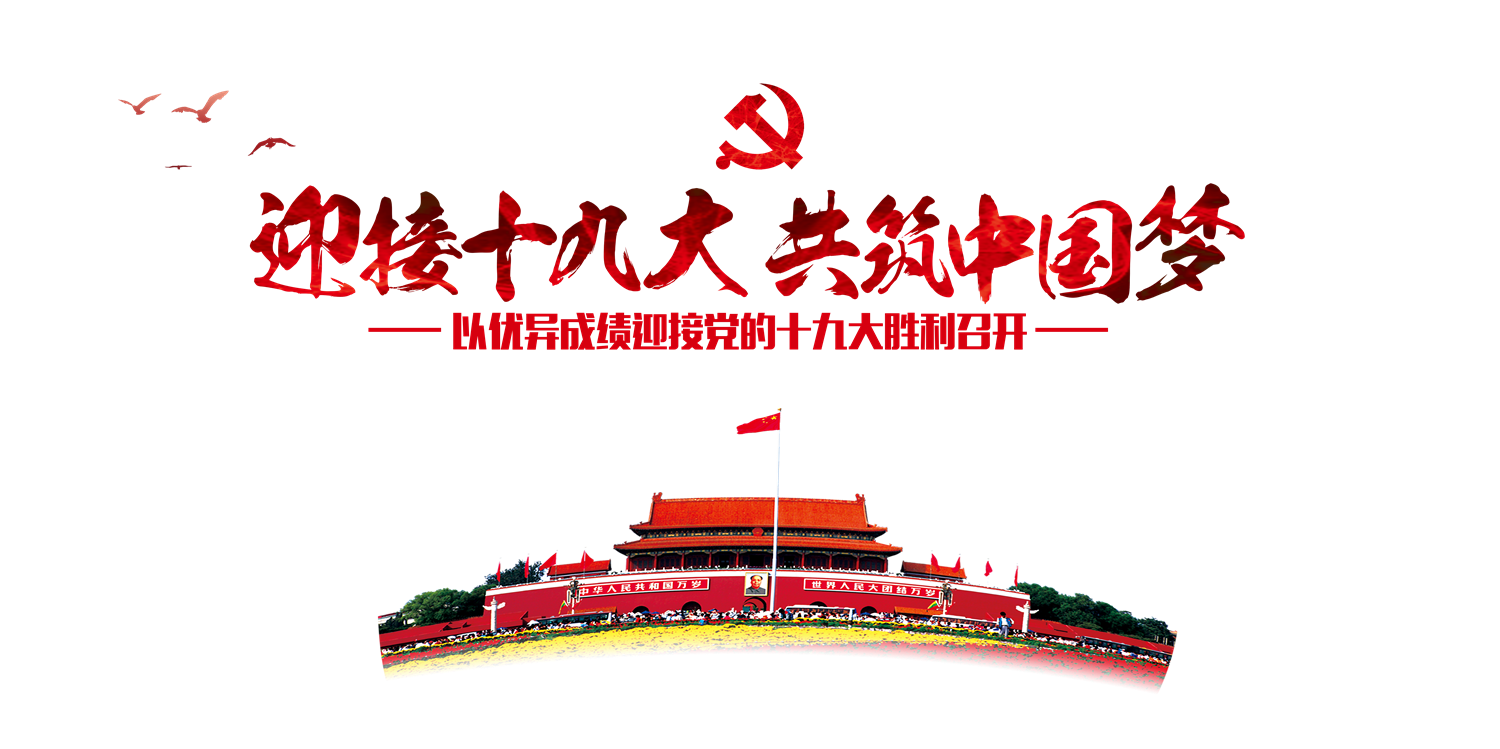 迎接十九大 共筑中国梦
以优异成绩迎接党的十九大胜利召开
中华人民共和国万岁
世界人民大团结万岁